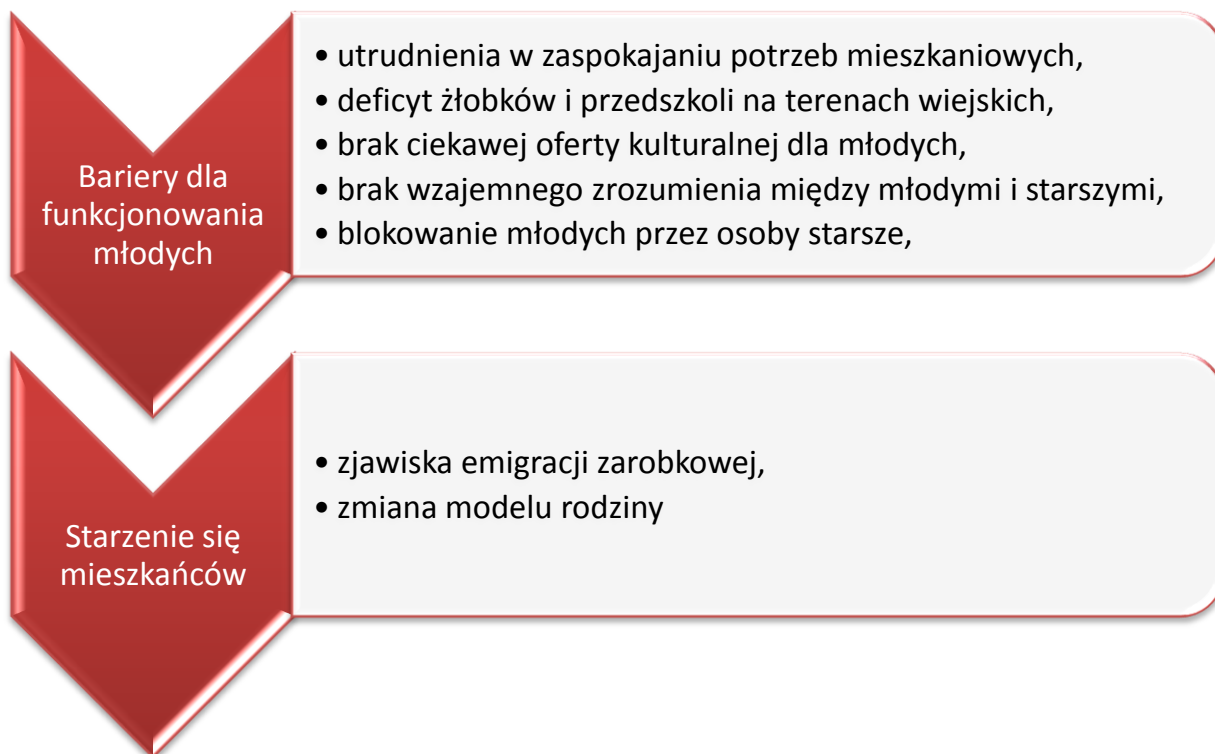 Bariery dla
funkcjonowania
młodych
• utrudnienia w zaspokajaniu potrzeb mieszkaniowych,
• deficyt żłobków i przedszkoli na terenach wiejskich,
• brak ciekawej oferty kulturalnej dla młodych,
• brak wzajemnego zrozumienia między młodymi i starszymi,
• blokowanie młodych przez osoby starsze,
Starzenie się
mieszkańców
• zjawiska emigracji zarobkowej,
• zmiana modelu rodziny